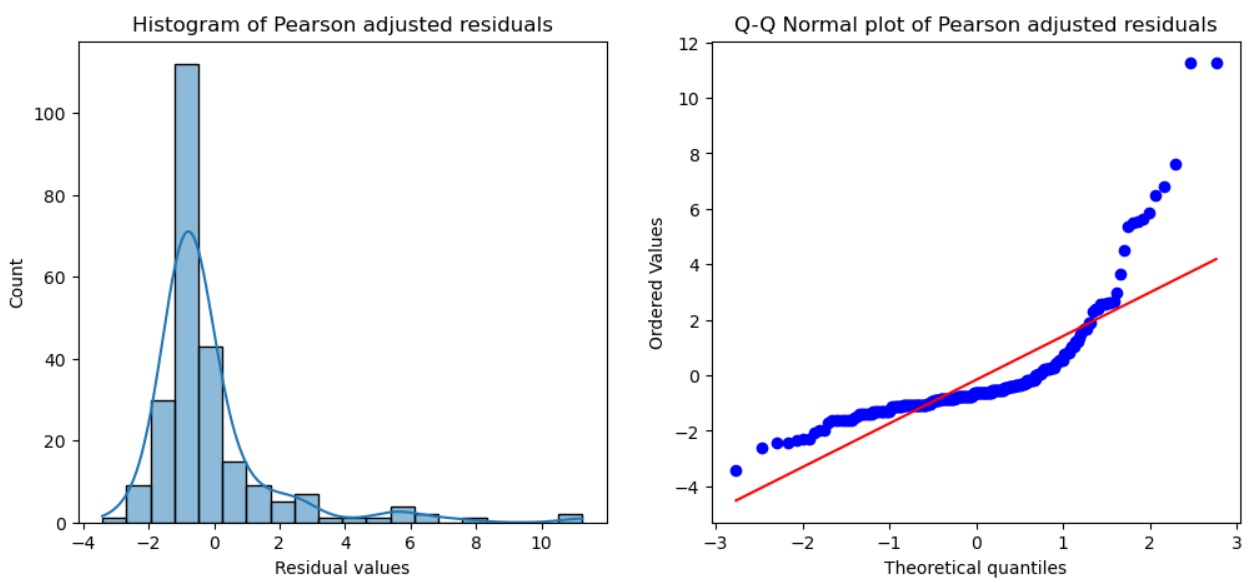 Histogram of Pearson adjusted residuals
Count
100
80
60
40
20
0
−4 −2 0 2 4 6 8 10
Residual values
Q-Q Normal plot of Pearson adjusted residuals
Ordered Values
12
10
8
6
4
2
0
−2
−4
−3 −2 −1 0 1 2 3
Theoretical quantiles